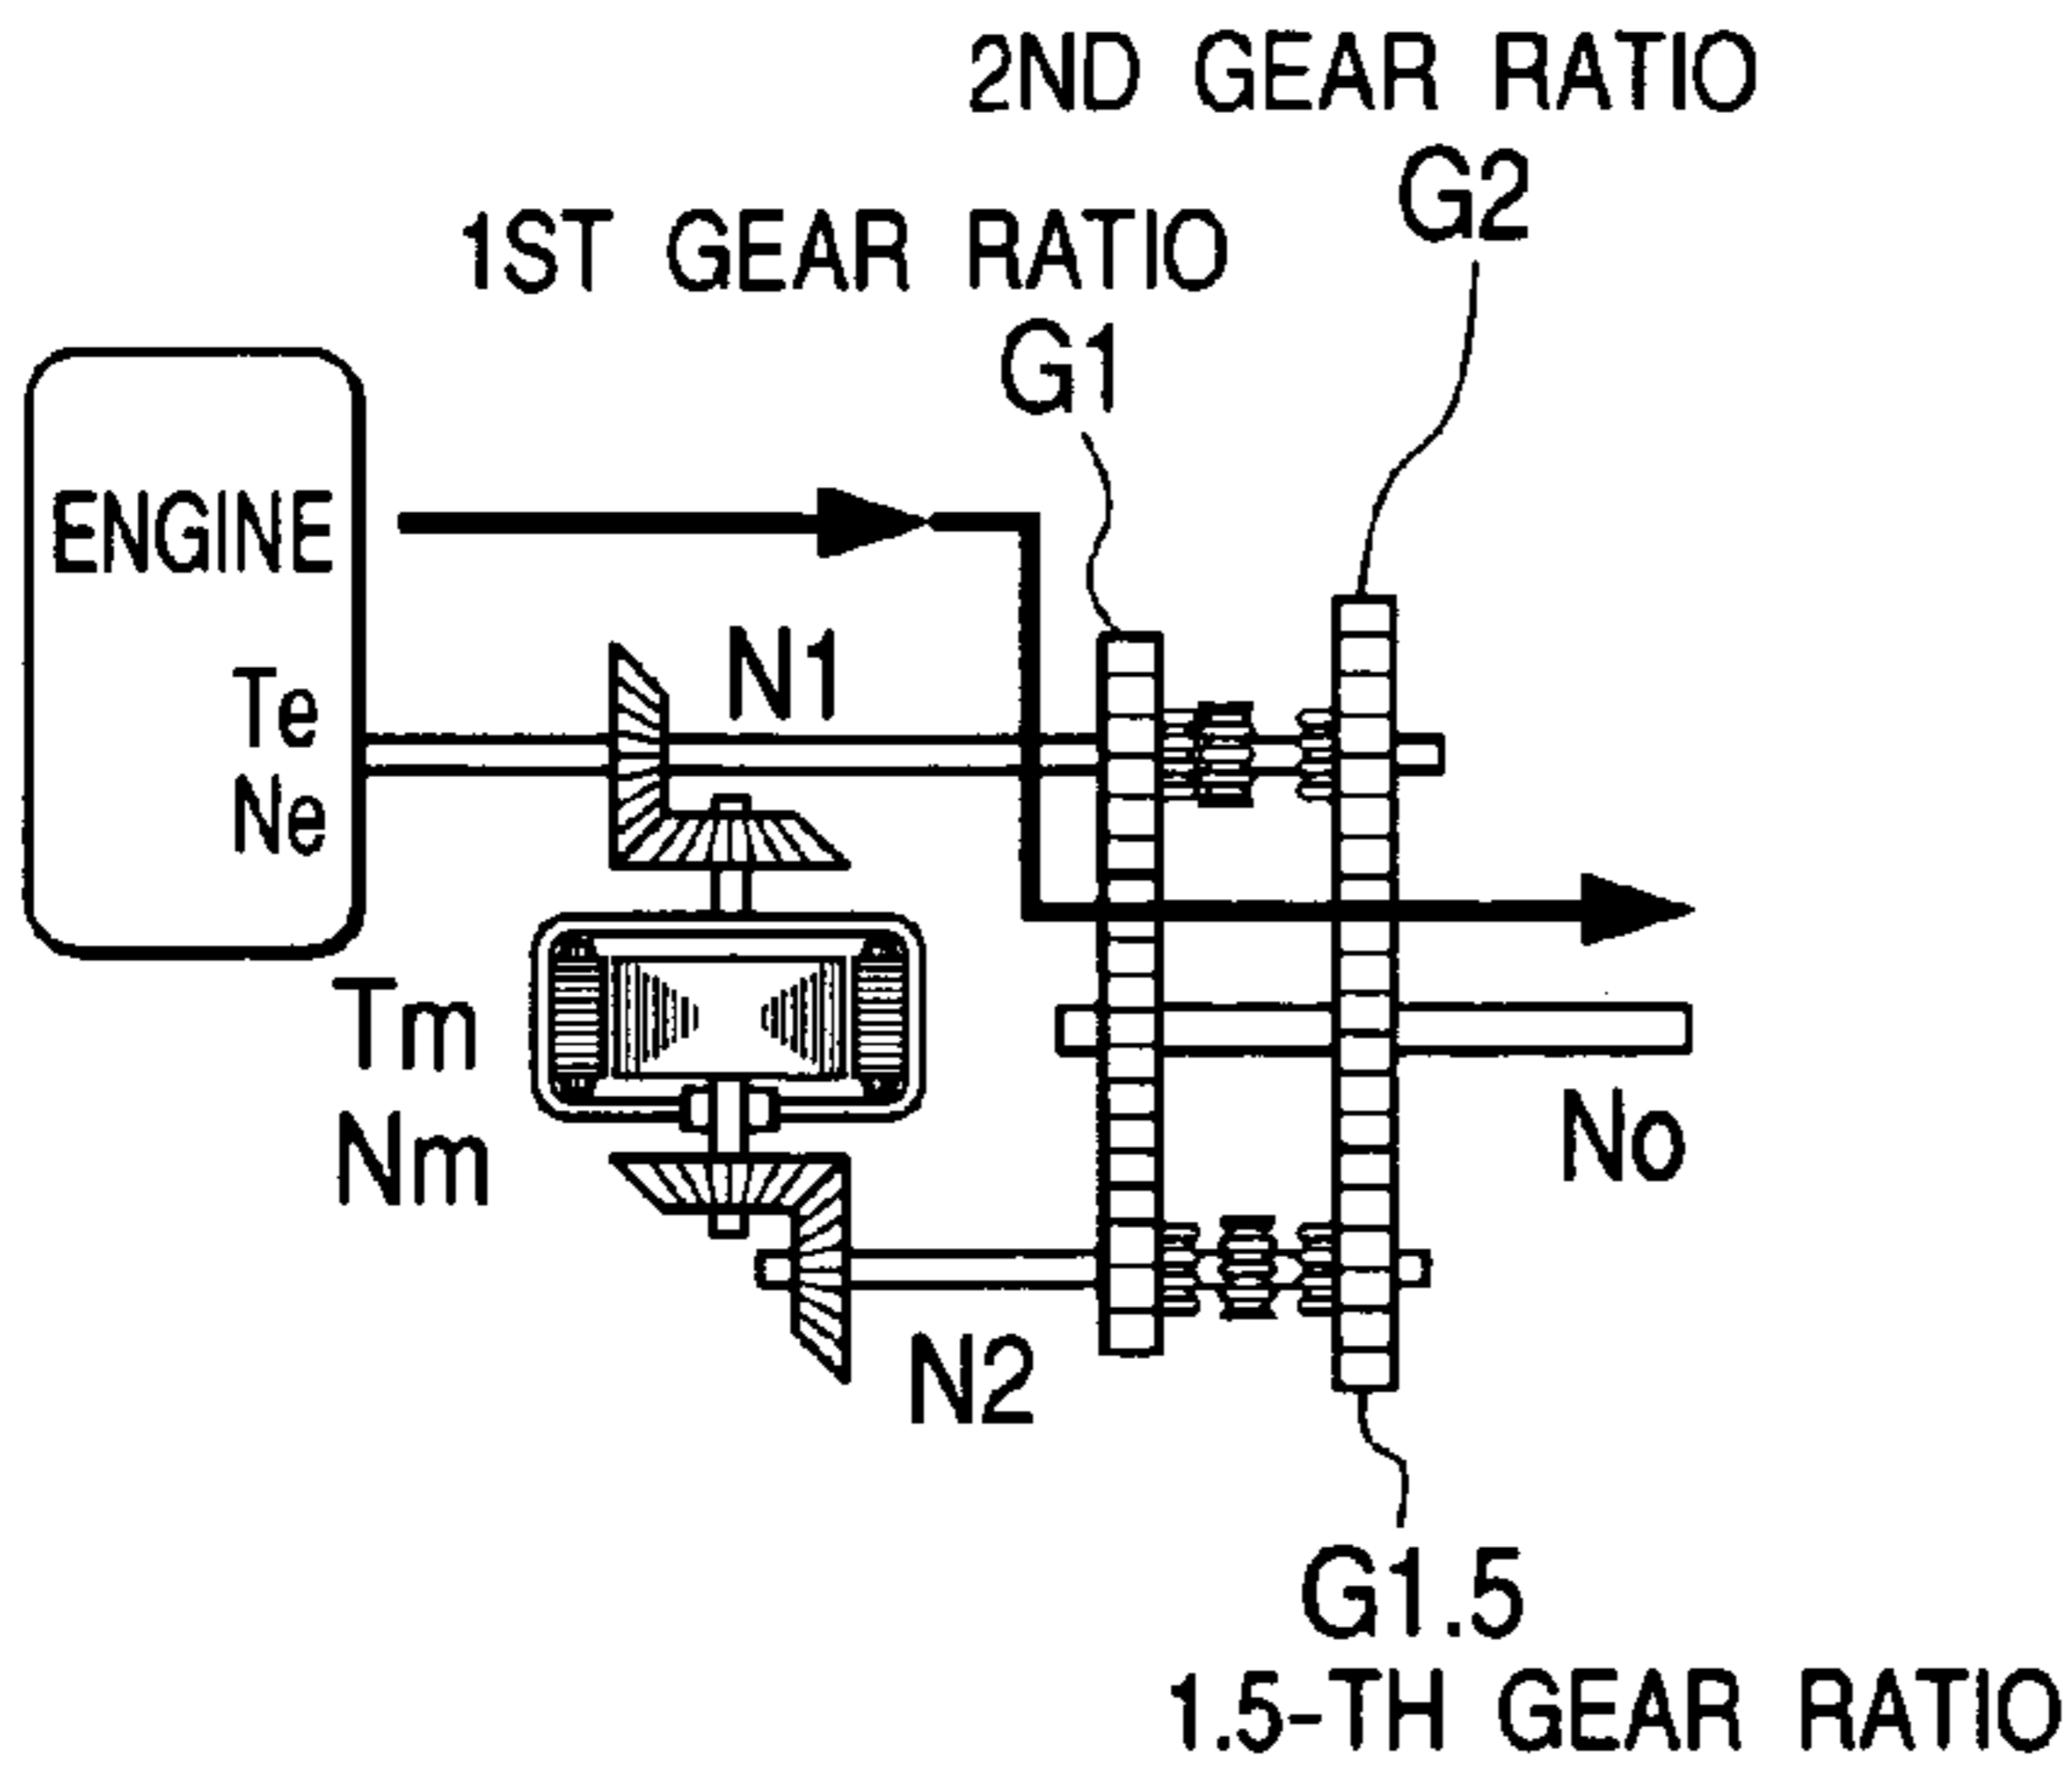 2ND GEAR RATIO
G2
1ST GEAR RATIO
G1
ENGINE
Te
Ne
N1
Tm
Nm
No
N2
G1.5
1.5-TH GEAR RATIO